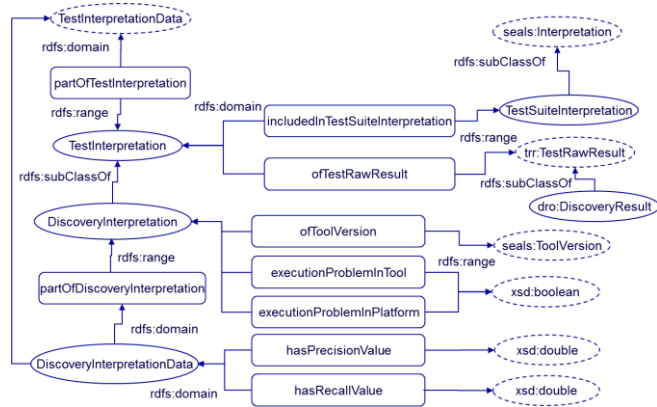 TestInterpretationData
seals:Interpretation
rdfs:domain
rdfs:subClassOf
partOfTestInterpretation
rdfs:domain
rdfs:range
includedInTestSuiteInterpretation
TestSuiteInterpretation
rdfs:range
TestInterpretation
trr:TestRawResult
ofTestRawResult
rdfs:subClassOf
rdfs:subClassOf
dro:DiscoveryResult
DiscoveryInterpretation
ofToolVersion
seals:ToolVersion
rdfs:range
rdfs:range
executionProblemInTool
partOfDiscoveryInterpretation
xsd:boolean
executionProblemInPlatform
rdfs:domain
DiscoveryInterpretationData
hasPrecisionValue
xsd:double
rdfs:domain
hasRecallValue
xsd:double